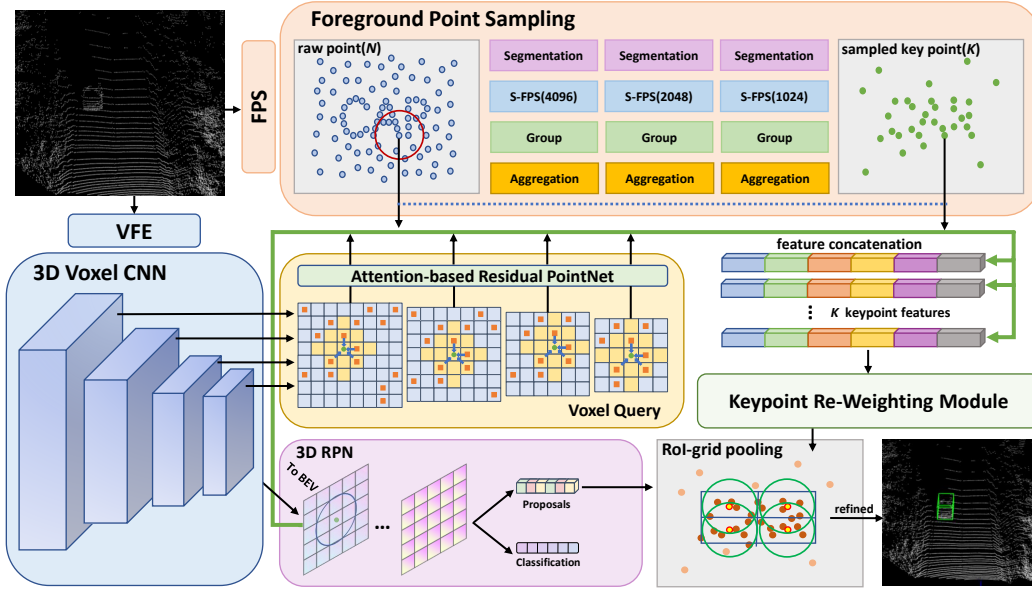 Foreground Point Sampling
FPS
raw point(N)
Segmentation
Segmentation
Segmentation
S-FPS(4096)
S-FPS(2048)
S-FPS(1024)
Group
Group
Group
Aggregation
Aggregation
Aggregation
sampled key point(K)
VFE
3D Voxel CNN
Attention-based Residual PointNet
Voxel Query
feature concatenation
K keypoint features
Keypoint Re-Weighting Module
3D RPN
To BEV
Proposals
Classification
RoI-grid pooling
refined